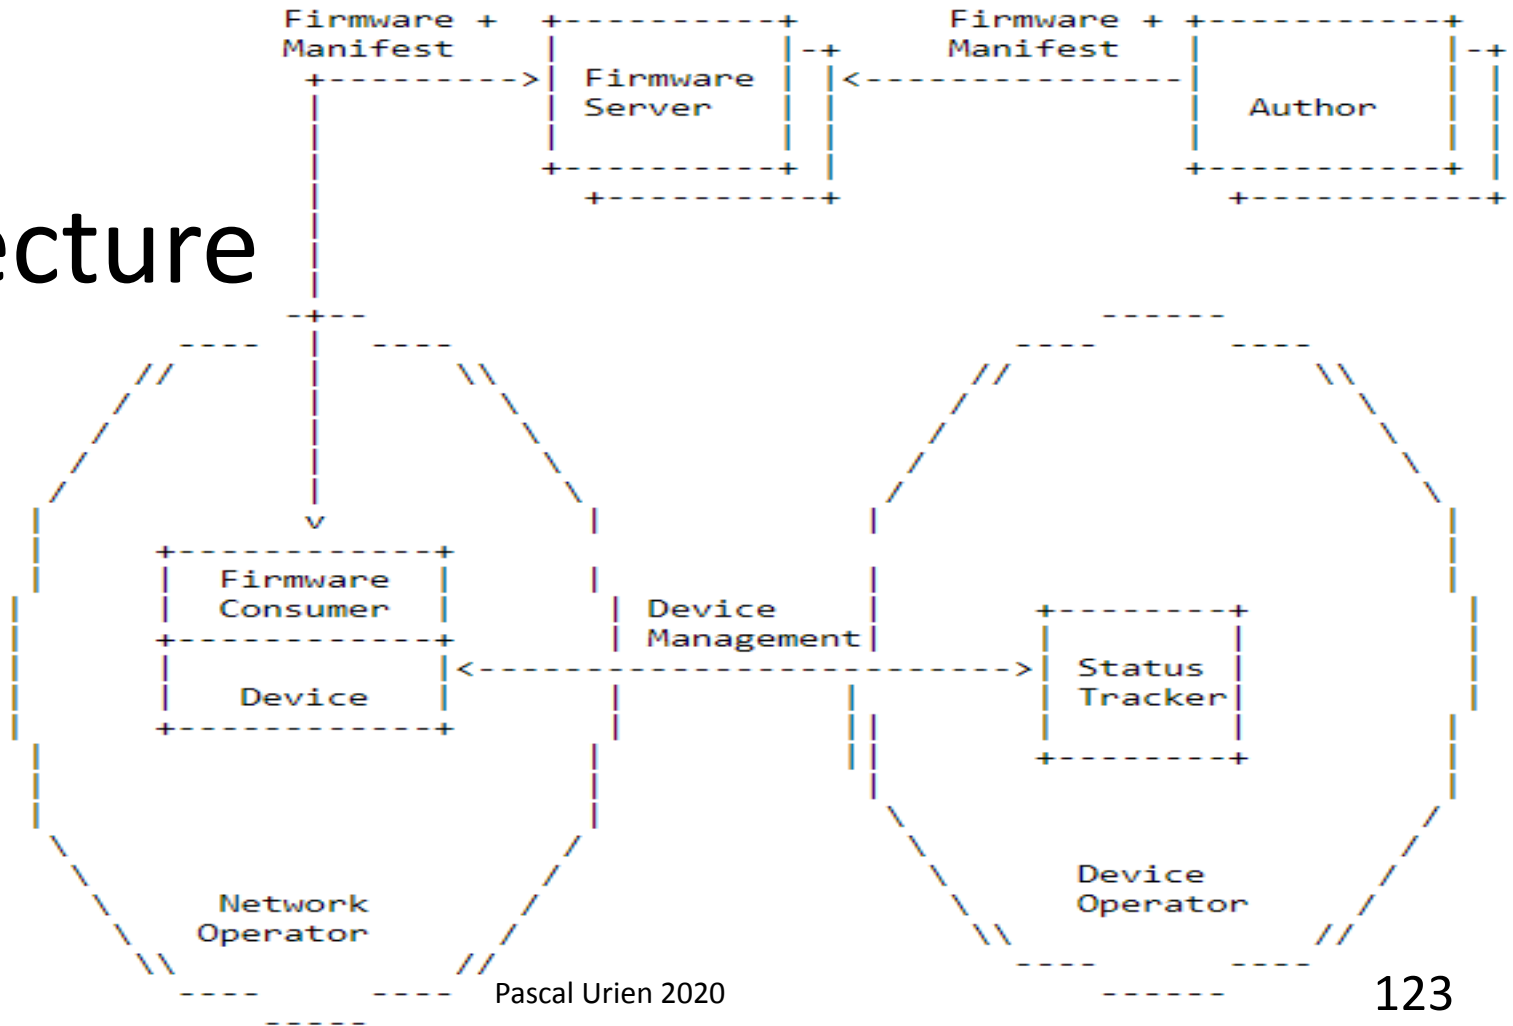 Firmware +
Manifest
Firmware
Server
Firmware +
Manifest
Author
ecture
Firmware
Consumer
Device
Device
Management
Status
Tracker
Network
Operator
Device
Operator
Pascal Urien 2020
123